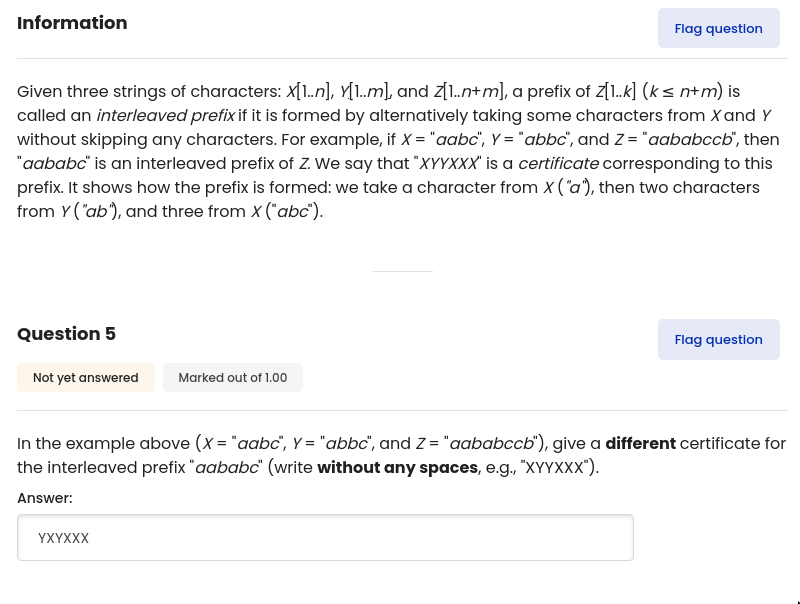 Information
Flag question
Given three strings of characters: X[1..n], Y[1..m], and Z[1..n+m], a prefix of Z[1..k] (k ≤ n+m) is
called an interleaved prefix if it is formed by alternatively taking some characters from X and Y
without skipping any characters. For example, if X = "aabc", Y = "abbc", and Z = "aababccb", then
"aababc" is an interleaved prefix of Z. We say that "XYYXXX" is a certificate corresponding to this
prefix. It shows how the prefix is formed: we take a character from X ("a"), then two characters
from Y ("ab"), and three from X ("abc").
Question 5
Flag question
Not yet answered
Marked out of 1.00
In the example above (X = "aabc", Y = "abbc", and Z = "aababccb"), give a different certificate for
the interleaved prefix "aababc" (write without any spaces, e.g., "XYYXXX").
Answer:
YXYXXX